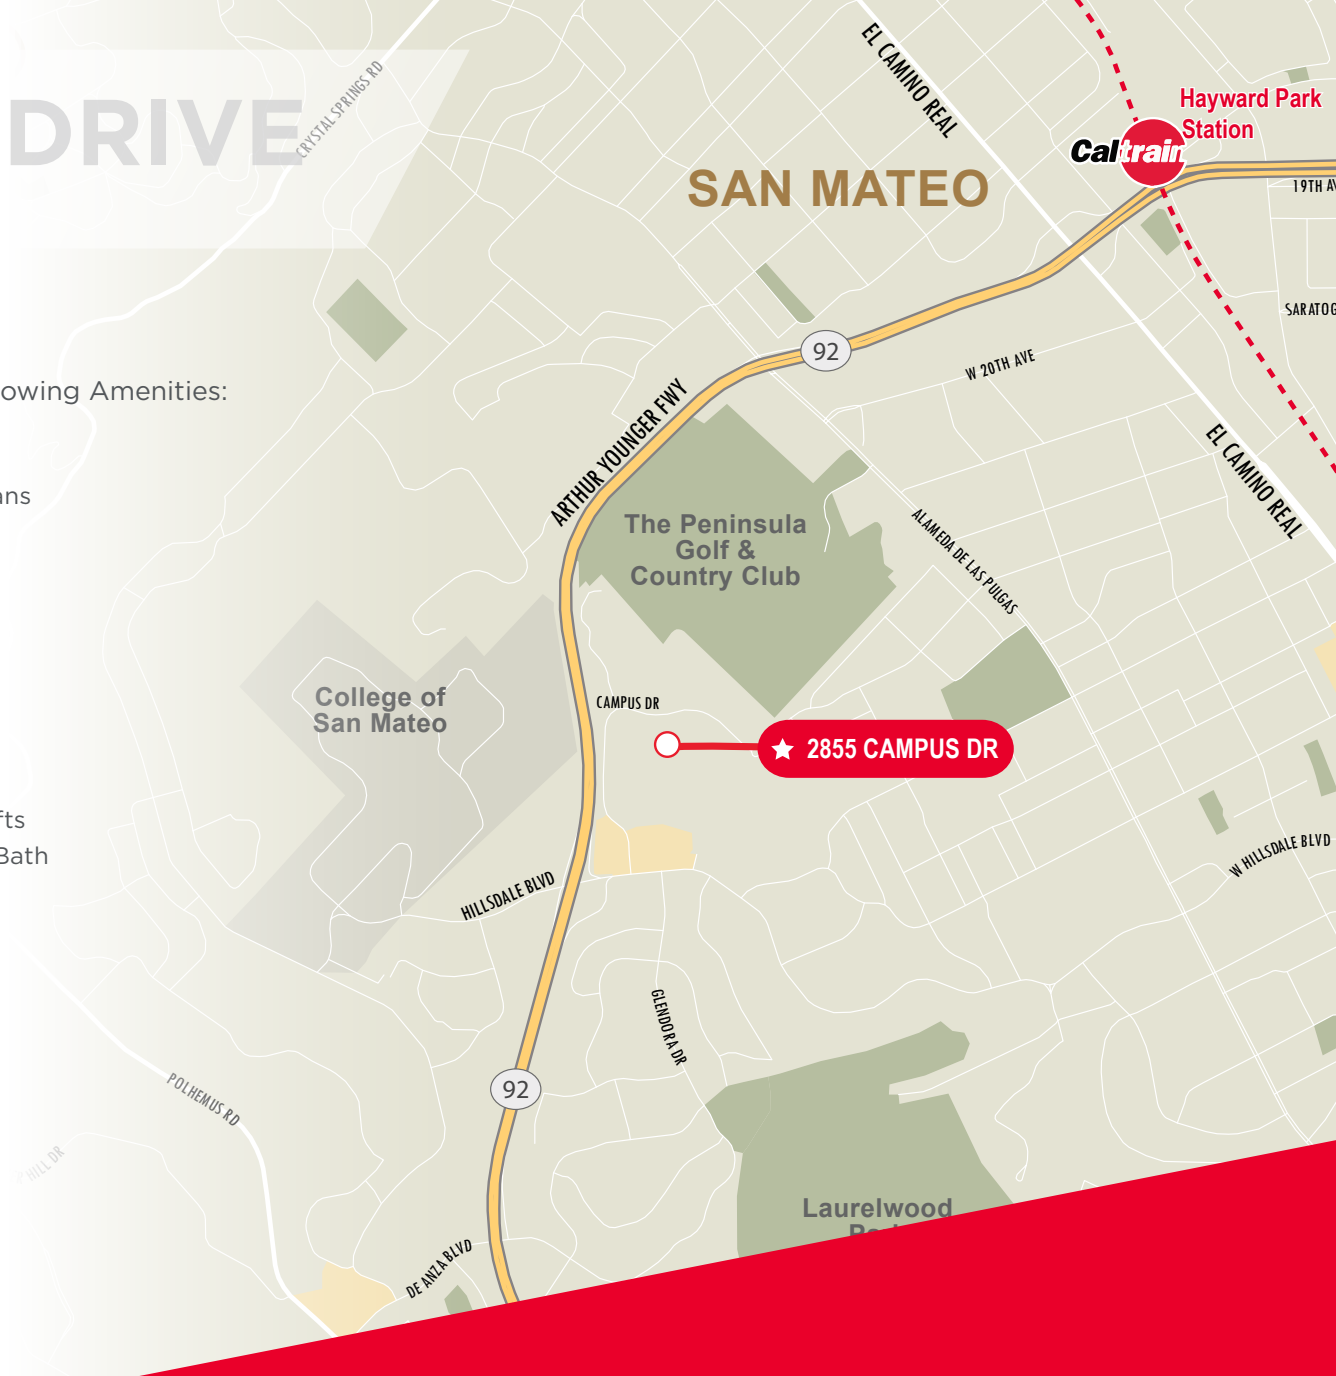 DRIVE
CRYSTAL SPRINGS RD
EL CAMINO REAL
Hayward Park
Station
Caltrain
SAN MATEO
19TH AV
SARATOG
92
W 20TH AVE
owing Amenities:
ARTHUR YOUNGER FWY
EL CAMINO REAL
ans
The Peninsula
Golf &
Country Club
ALAMEDA DE LAS PULGAS
College of
San Mateo
CAMPUS DR
2855 CAMPUS DR
fts
Bath
W HILLSDALE BLVD
HILLSDALE BLVD
GLENDORA DR
92
POLHEMUS RD
HILL DR
Laurelwood
DE ANZA BLVD